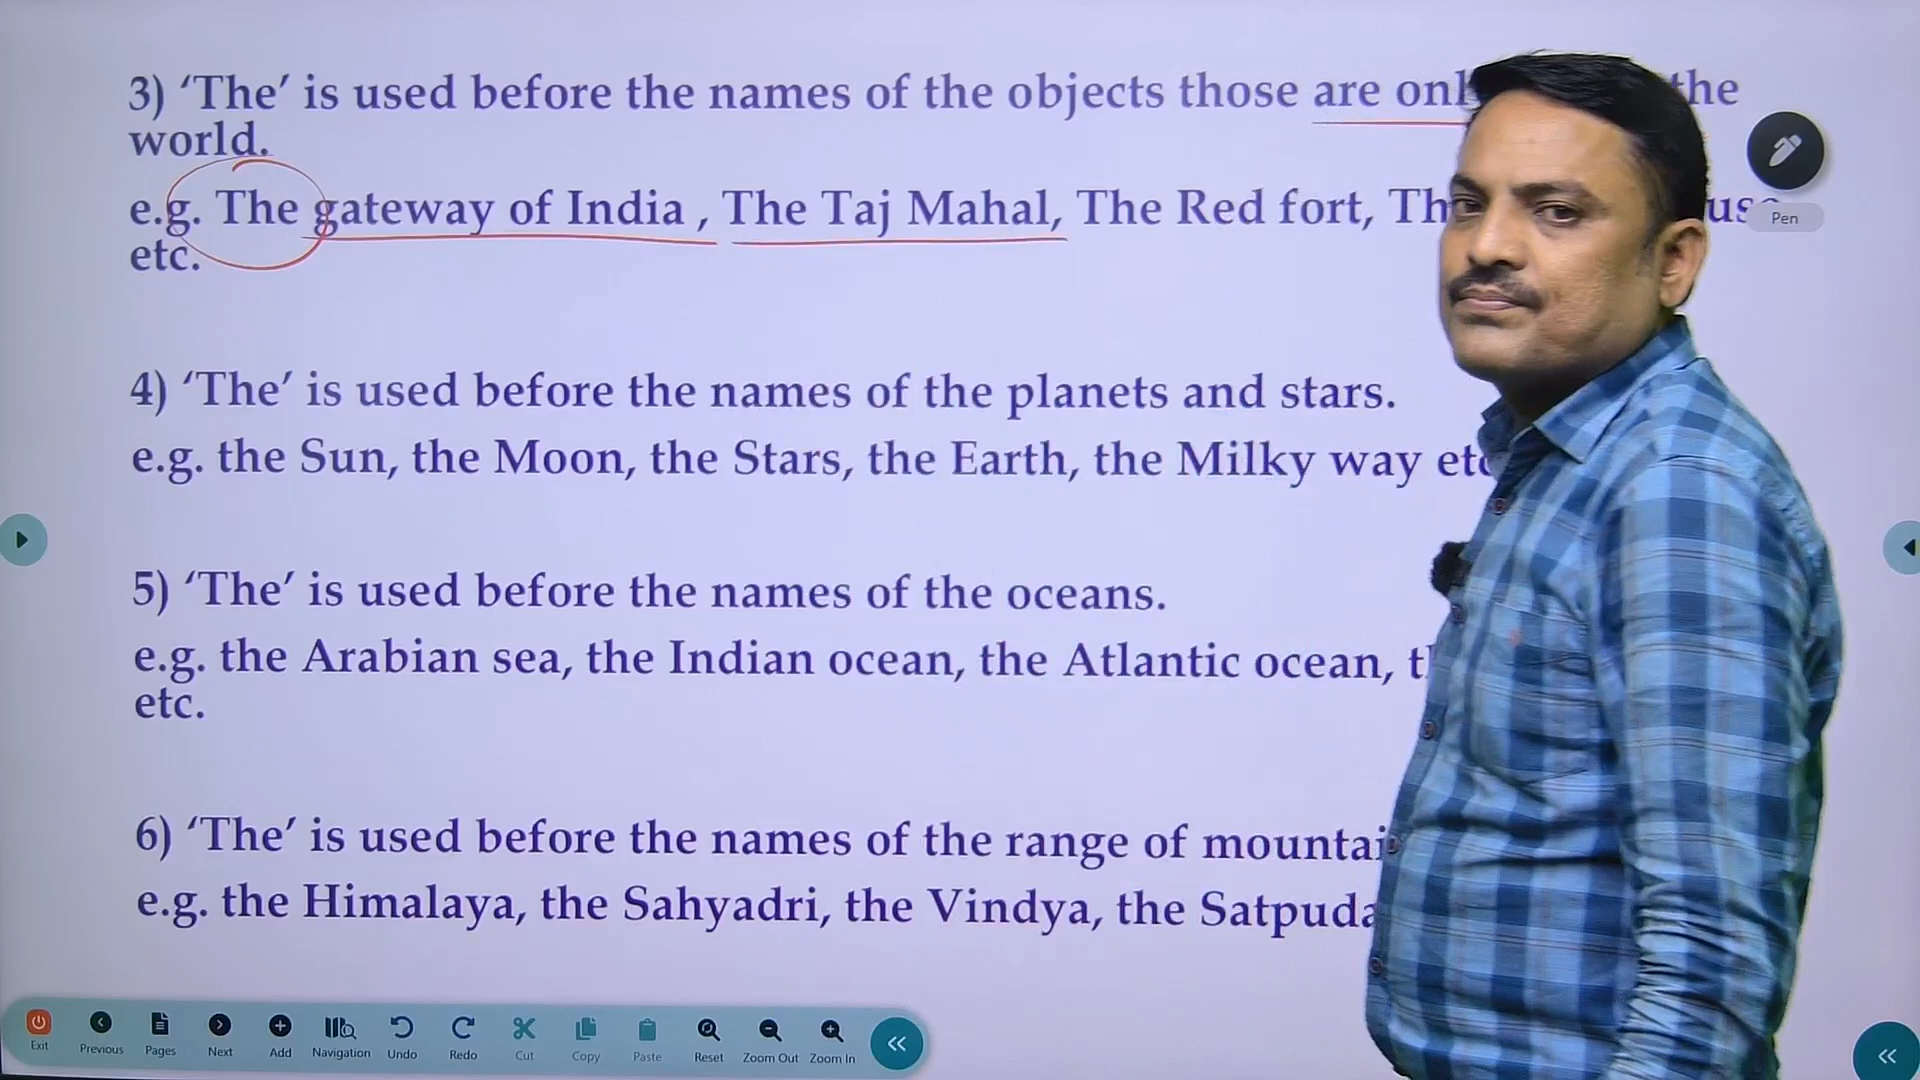 3) ‘The’ is used before the names of the objects those are the
world.
e.g. The gateway of India , The Taj Mahal, The Red fort,
etc.
Pen
4) ‘The’ is used before the names of the planets and stars.
e.g. the Sun, the Moon, the Stars, the Earth, the Milky way
5) ‘The’ is used before the names of the oceans.
e.g. the Arabian sea, the Indian ocean, the Atlantic ocean,
etc.
6) ‘The’ is used before the names of the range of
e.g. the Himalaya, the Sahyadri, the Vindya, the Satpuda
Exit Previous Pages Next Add Navigation Undo Redo Cut Copy Paste Reset Zoom Out Zoom In